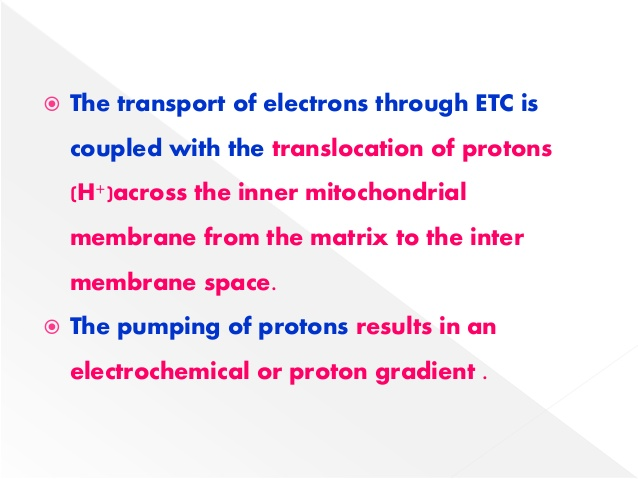 The transport of electrons through ETC is
coupled with the translocation of protons
(H⁺)across the inner mitochondrial
membrane from the matrix to the inter
membrane space.
The pumping of protons results in an
electrochemical or proton gradient .